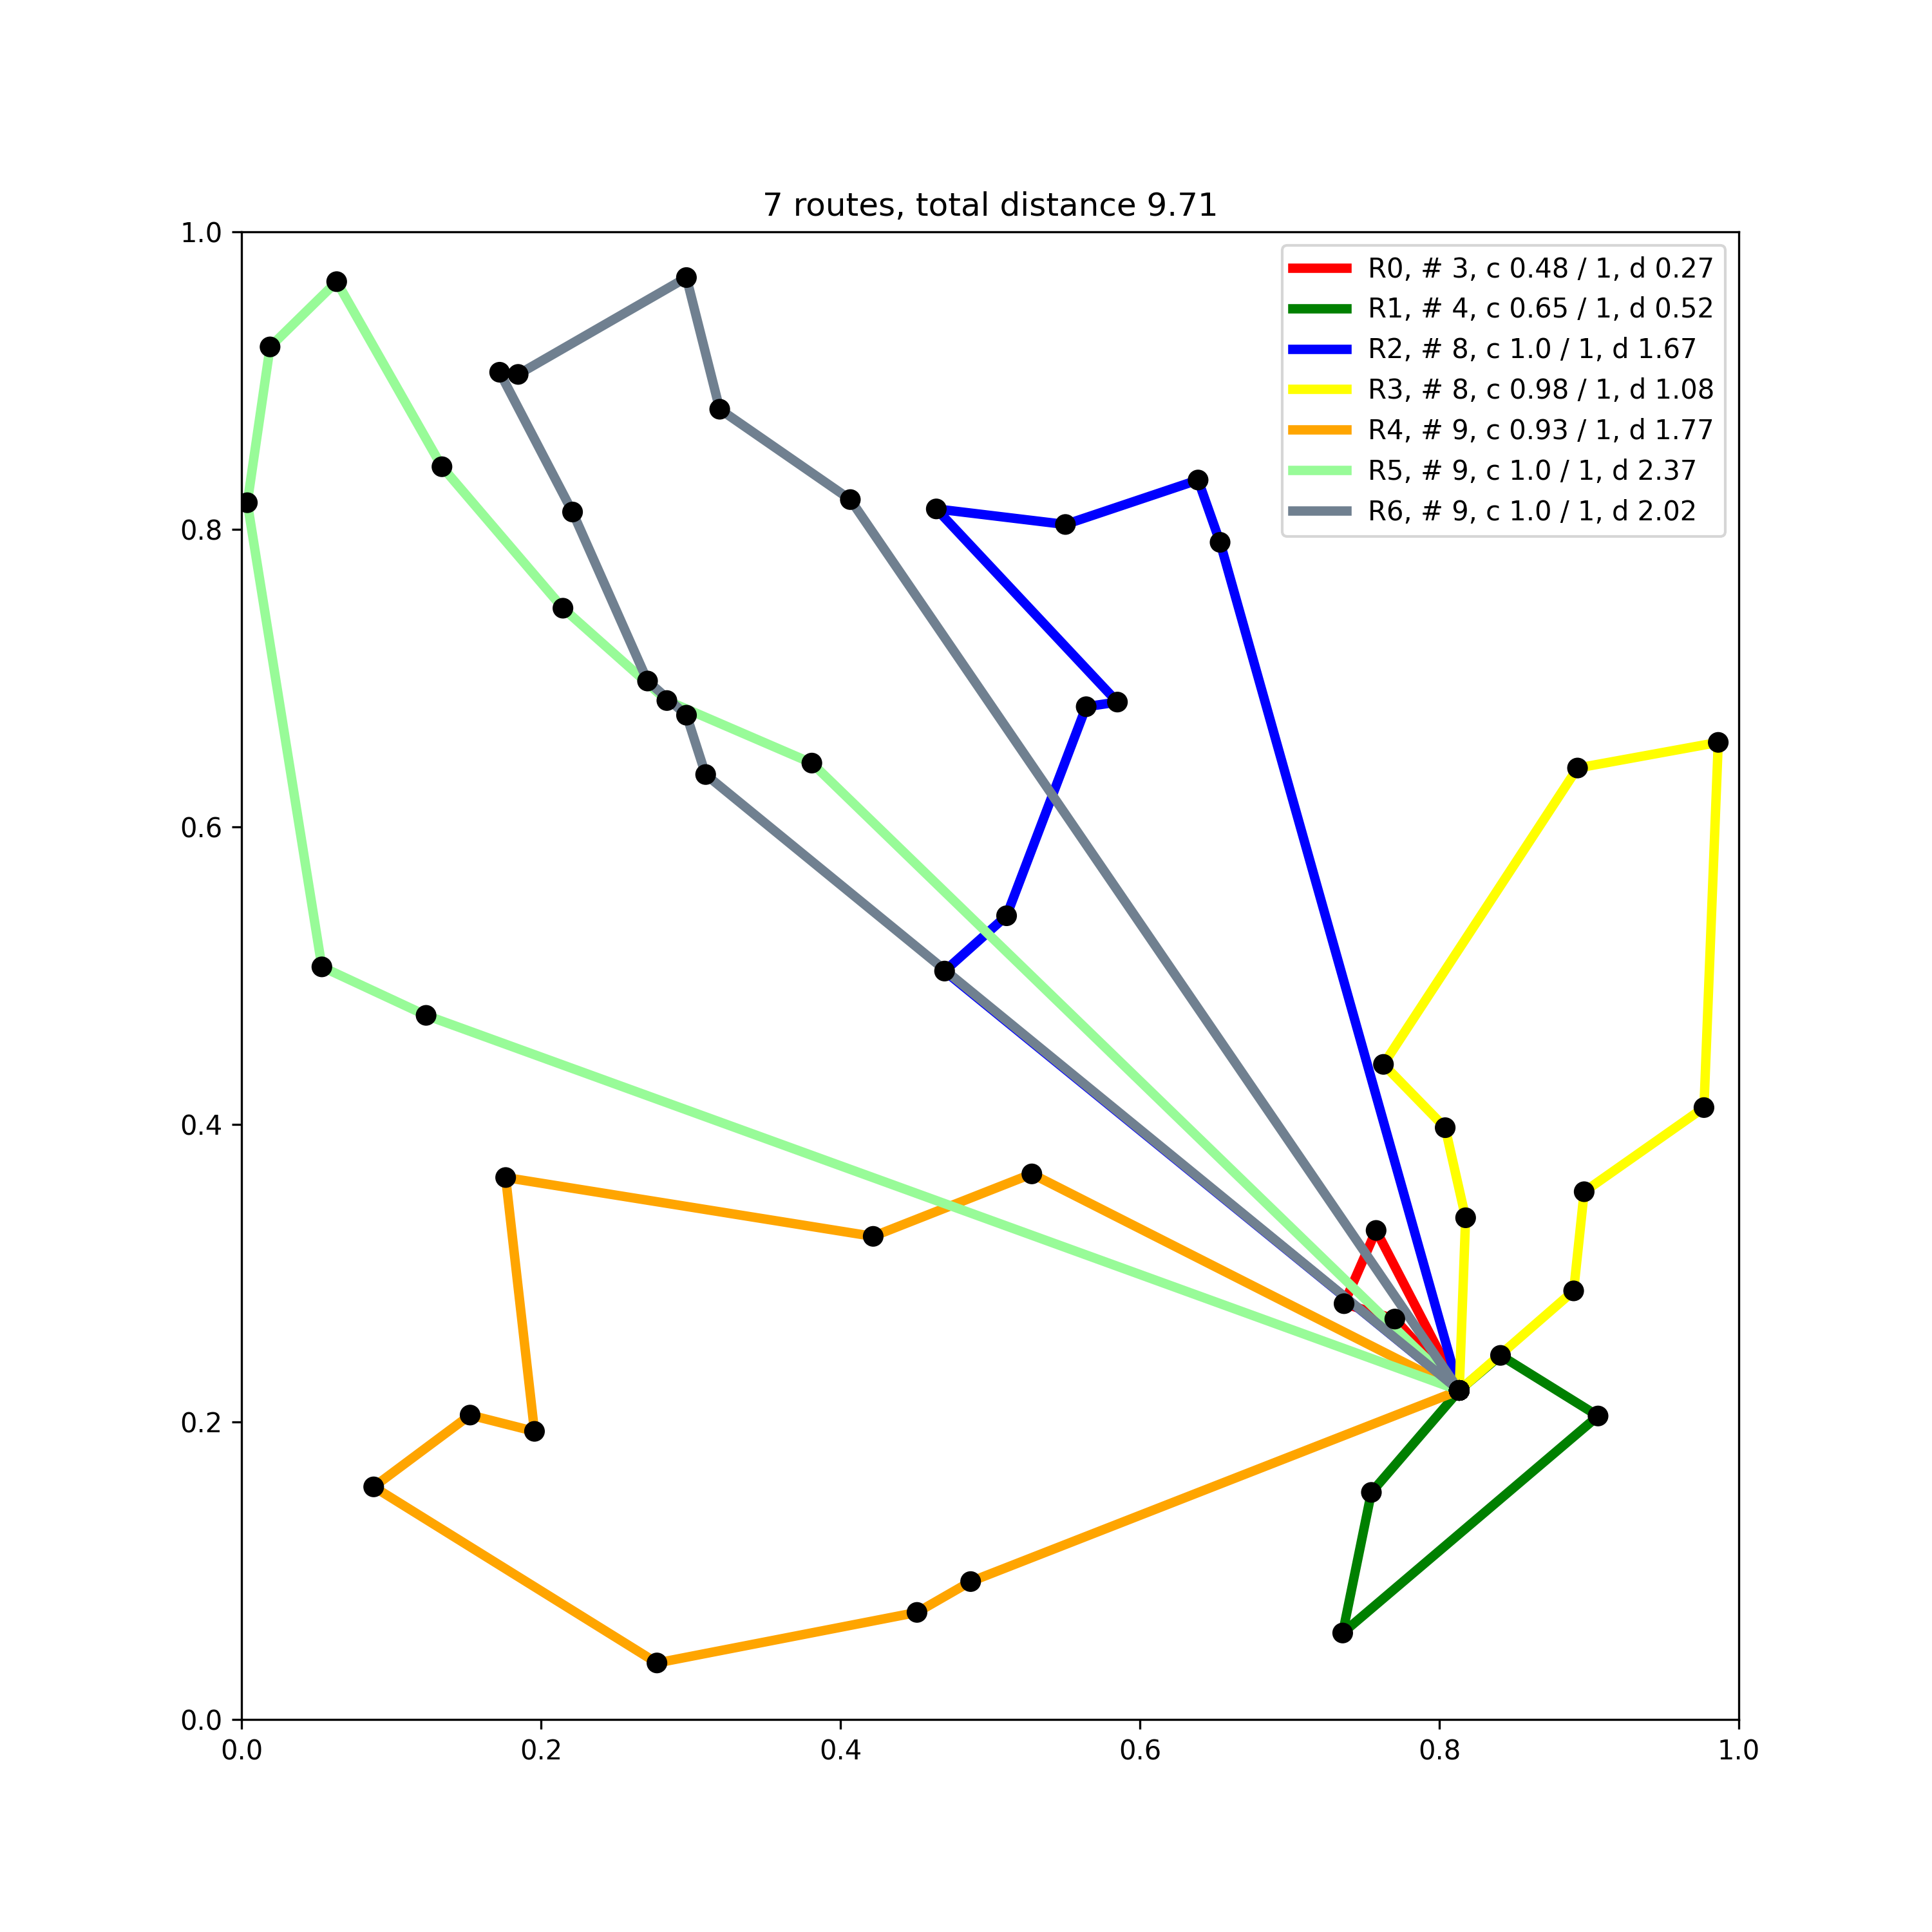 7 routes, total distance 9.71
R0, # 3, c 0.48 / 1, d 0.27
R1, # 4, c 0.65 / 1, d 0.52
R2, # 8, c 1.0 / 1, d 1.67
R3, # 8, c 0.98 / 1, d 1.08
R4, # 9, c 0.93 / 1, d 1.77
R5, # 9, c 1.0 / 1, d 2.37
R6, # 9, c 1.0 / 1, d 2.02
1.0
0.8
0.6
0.4
0.2
0.0
0.0 0.2 0.4 0.6 0.8 1.0